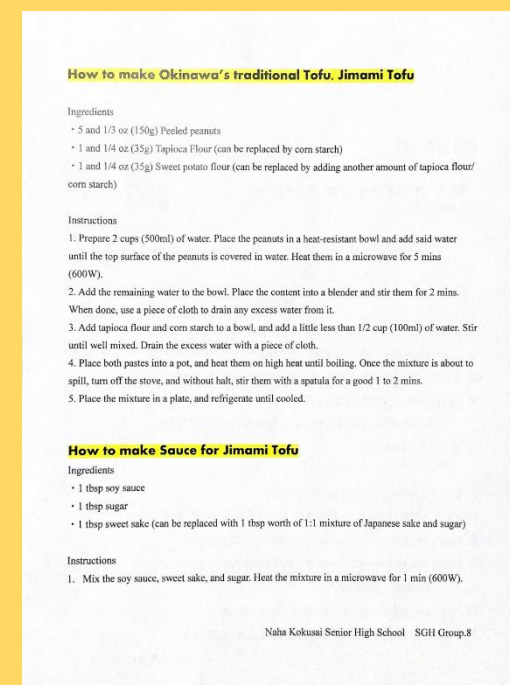 How to make Okinawa's traditional Tofu, Jimami Tofu
Ingredients
・5 and 1/3 oz (150g) Peeled peanuts
・1 and 1/4 oz (35g) Tapioca Flour (can be replaced by corn starch)
・1 and 1/4 oz (35g) Sweet potato flour (can be replaced by adding another amount of tapioca flour/
corn starch)
Instructions
1. Prepare 2 cups (500ml) of water. Place the peanuts in a heat-resistant bowl and add said water
until the top surface of the peanuts is covered in water. Heat them in a microwave for 5 mins
(600W).
2. Add the remaining water to the bowl. Place the content into a blender and stir them for 2 mins.
When done, use a piece of cloth to drain any excess water from it.
3. Add tapioca flour and corn starch to a bowl, and add a little less than 1/2 cup (100ml) of water. Stir
until well mixed. Drain the excess water with a piece of cloth.
4. Place both pastes into a pot, and heat them on high heat until boiling. Once the mixture is about to
spill, turn off the stove, and without halt, stir them with a spatula for a good 1 to 2 mins.
5. Place the mixture in a plate, and refrigerate until cooled.
How to make Sauce for Jimami Tofu
Ingredients
・1 tbsp soy sauce
・1 tbsp sugar
・1 tbsp sweet sake (can be replaced with 1 tbsp worth of 1:1 mixture of Japanese sake and sugar)
Instructions
1. Mix the soy sauce, sweet sake, and sugar. Heat the mixture in a microwave for 1 min (600W).
Naha Kokusai Senior High School SGH Group.8